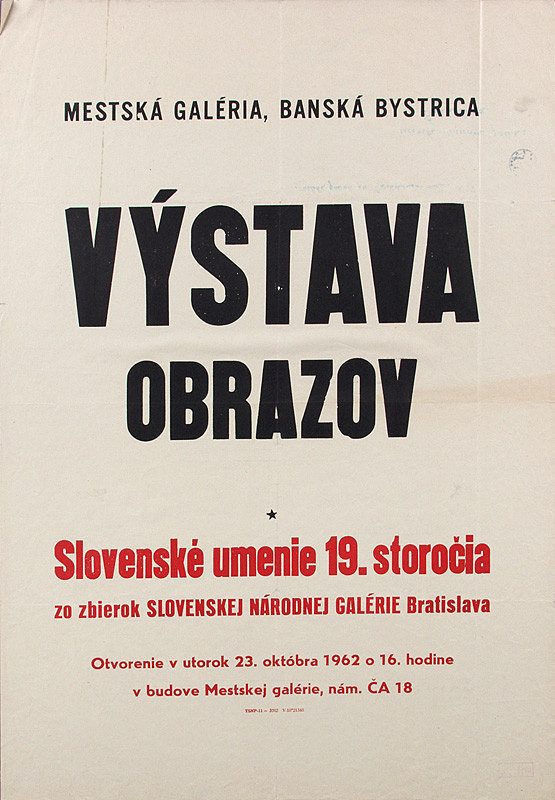 MESTSKÁ GALÉRIA, BANSKÁ BYSTRICA
VÝSTAVA
OBRAZOV
★
Slovenské umenie 19. storočia
zo zbierok SLOVENSKEJ NÁRODNEJ GALÉRIE Bratislava
Otvorenie v utorok 23. októbra 1962 o 16. hodine
v budove Mestskej galérie, nám. ČA 18